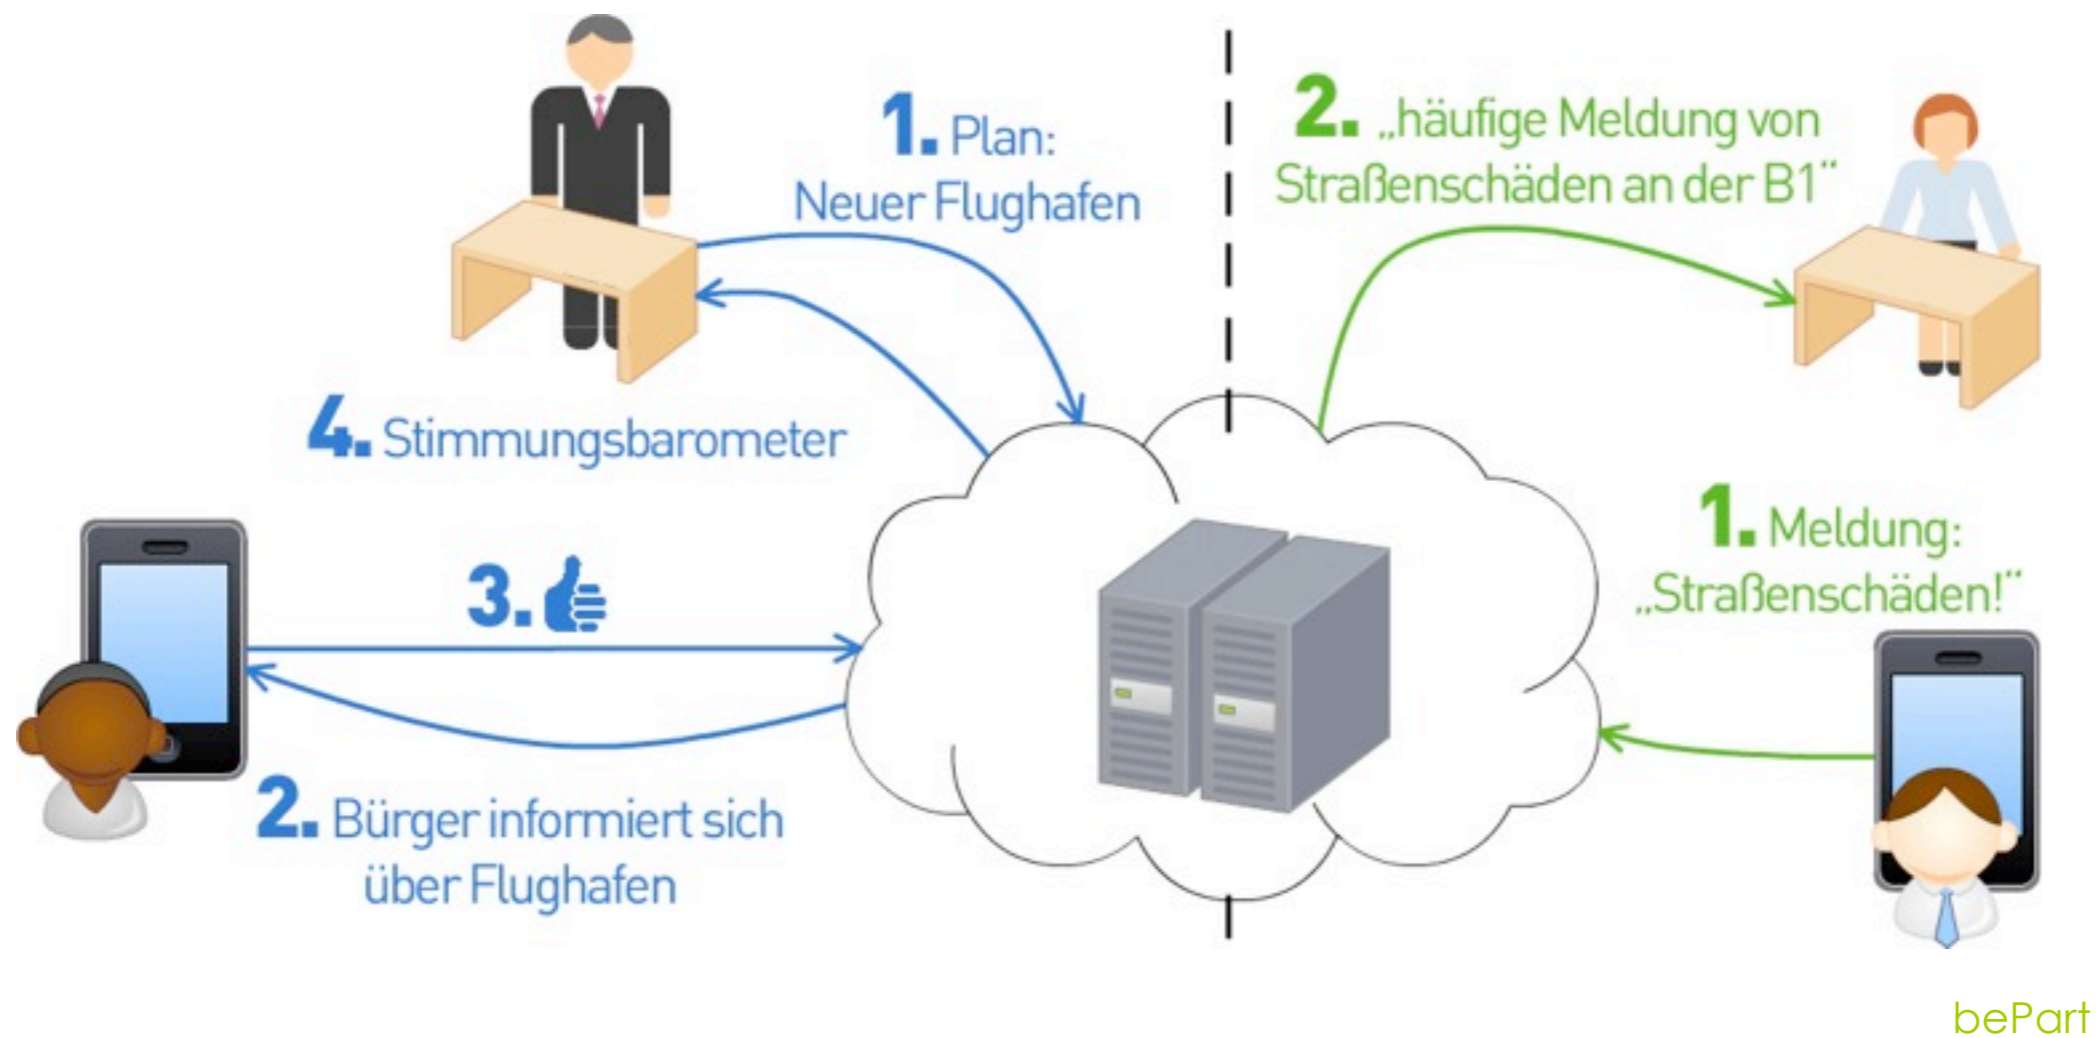 1. Plan:
Neuer Flughafen
4. Stimmungsbarometer
3.
2. Bürger informiert sich
über Flughafen
2. „häufige Meldung von
Straßenschäden an der B1“
1. Meldung:
„Straßenschäden!“
bePart